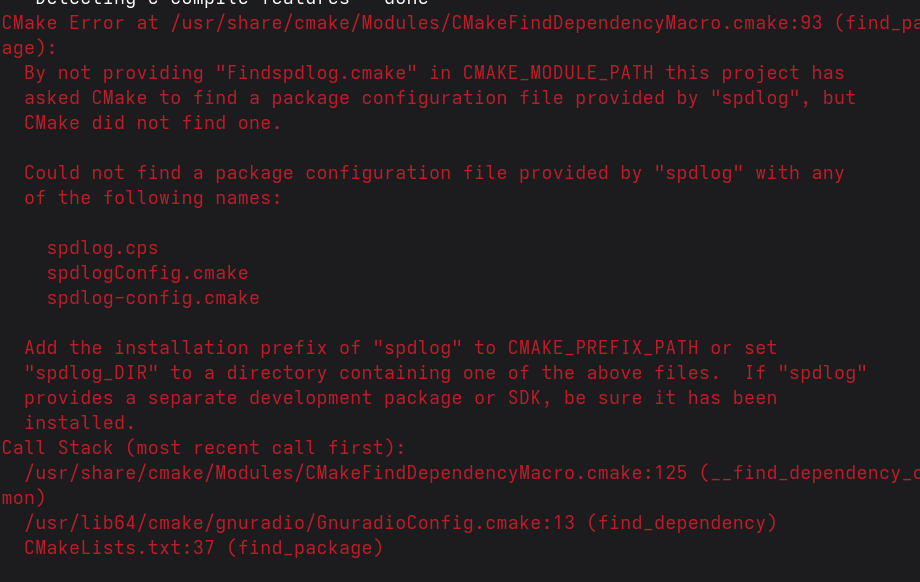 Detecting C compile features - done
CMake Error at /usr/share/cmake/Modules/CMakeFindDependencyMacro.cmake:93 (find_pa
age):
By not providing "Findspdlog.cmake" in CMAKE_MODULE_PATH this project has
asked CMake to find a package configuration file provided by "spdlog", but
CMake did not find one.
Could not find a package configuration file provided by "spdlog" with any
of the following names:
spdlog.cps
spdlogConfig.cmake
spdlog-config.cmake
Add the installation prefix of "spdlog" to CMAKE_PREFIX_PATH or set
"spdlog_DIR" to a directory containing one of the above files.  If "spdlog"
provides a separate development package or SDK, be sure it has been
installed.
Call Stack (most recent call first):
/usr/share/cmake/Modules/CMakeFindDependencyMacro.cmake:125 (__find_dependency_c
mon)
/usr/lib64/cmake/gnuradio/GnuradioConfig.cmake:13 (find_dependency)
CMakeLists.txt:37 (find_package)